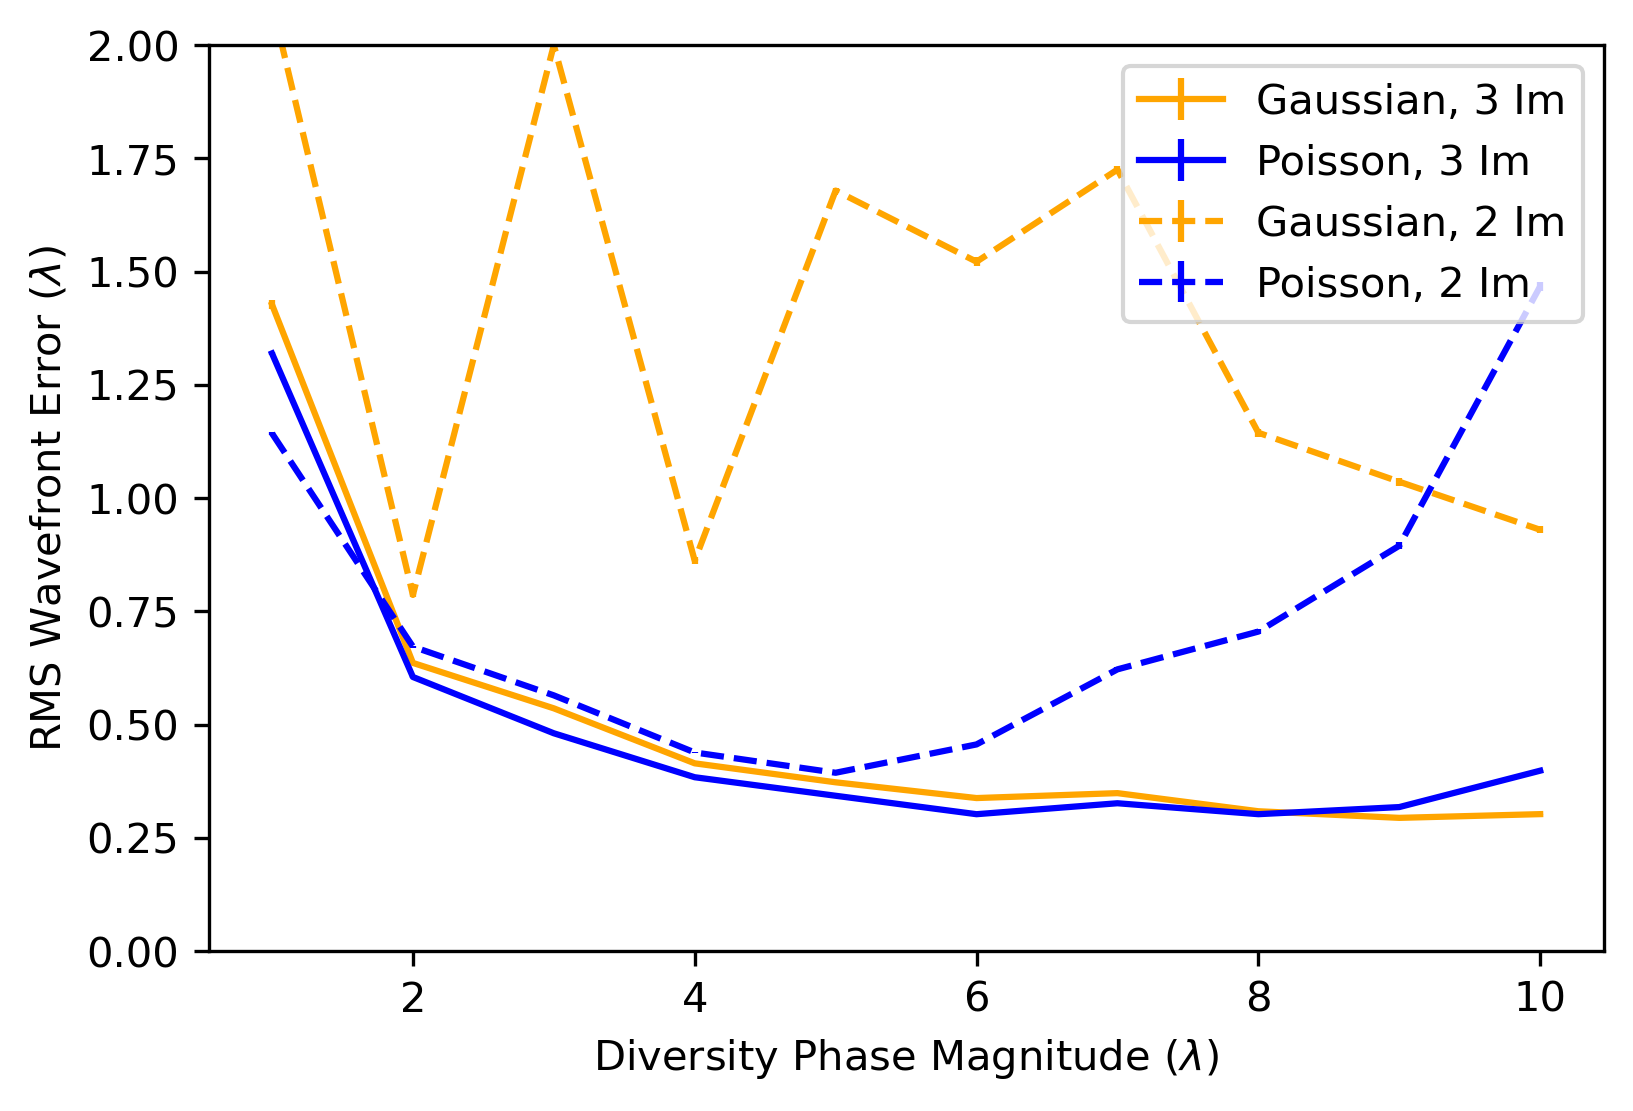 2.00
1.75
1.50
1.25
1.00
0.75
0.50
0.25
0.00
RMS Wavefront Error (λ)
Gaussian, 3 Im
Poisson, 3 Im
Gaussian, 2 Im
Poisson, 2 Im
2 4 6 8 10
Diversity Phase Magnitude (λ)